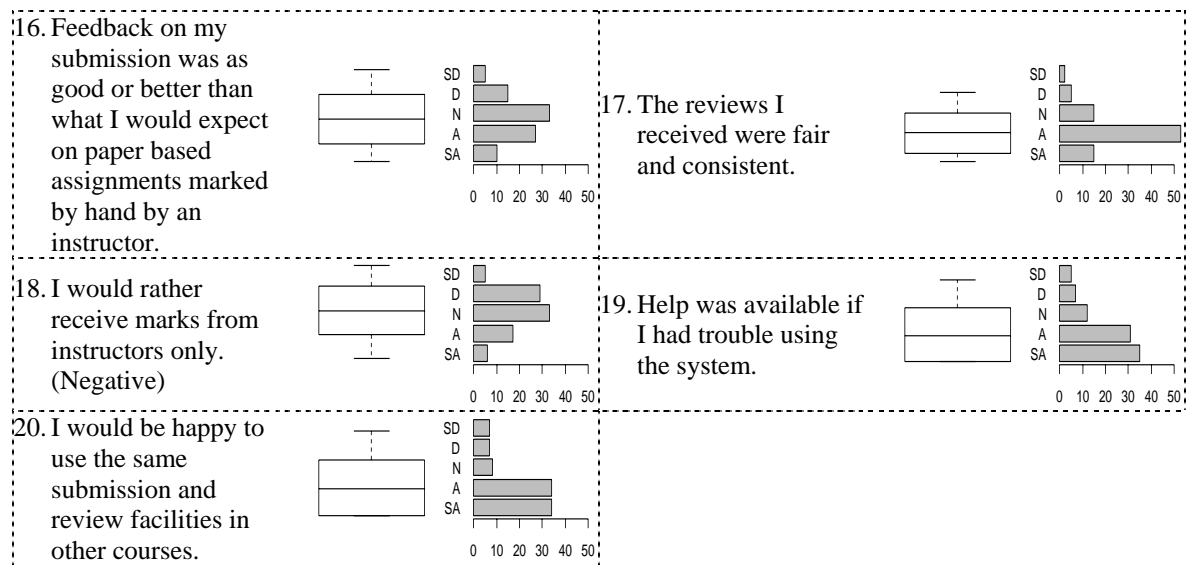 16. Feedback on my
submission was as
good or better than
what I would expect
on paper based
assignments marked
by hand by an
instructor.
SD
D
N
A
SA
0 10 20 30 40 50
17. The reviews I
received were fair
and consistent.
SD
D
N
A
SA
0 10 20 30 40 50
18. I would rather
receive marks from
instructors only.
(Negative)
SD
D
N
A
SA
0 10 20 30 40 50
19. Help was available if
I had trouble using
the system.
SD
D
N
A
SA
0 10 20 30 40 50
20. I would be happy to
use the same
submission and
review facilities in
other courses.
SD
D
N
A
SA
0 10 20 30 40 50